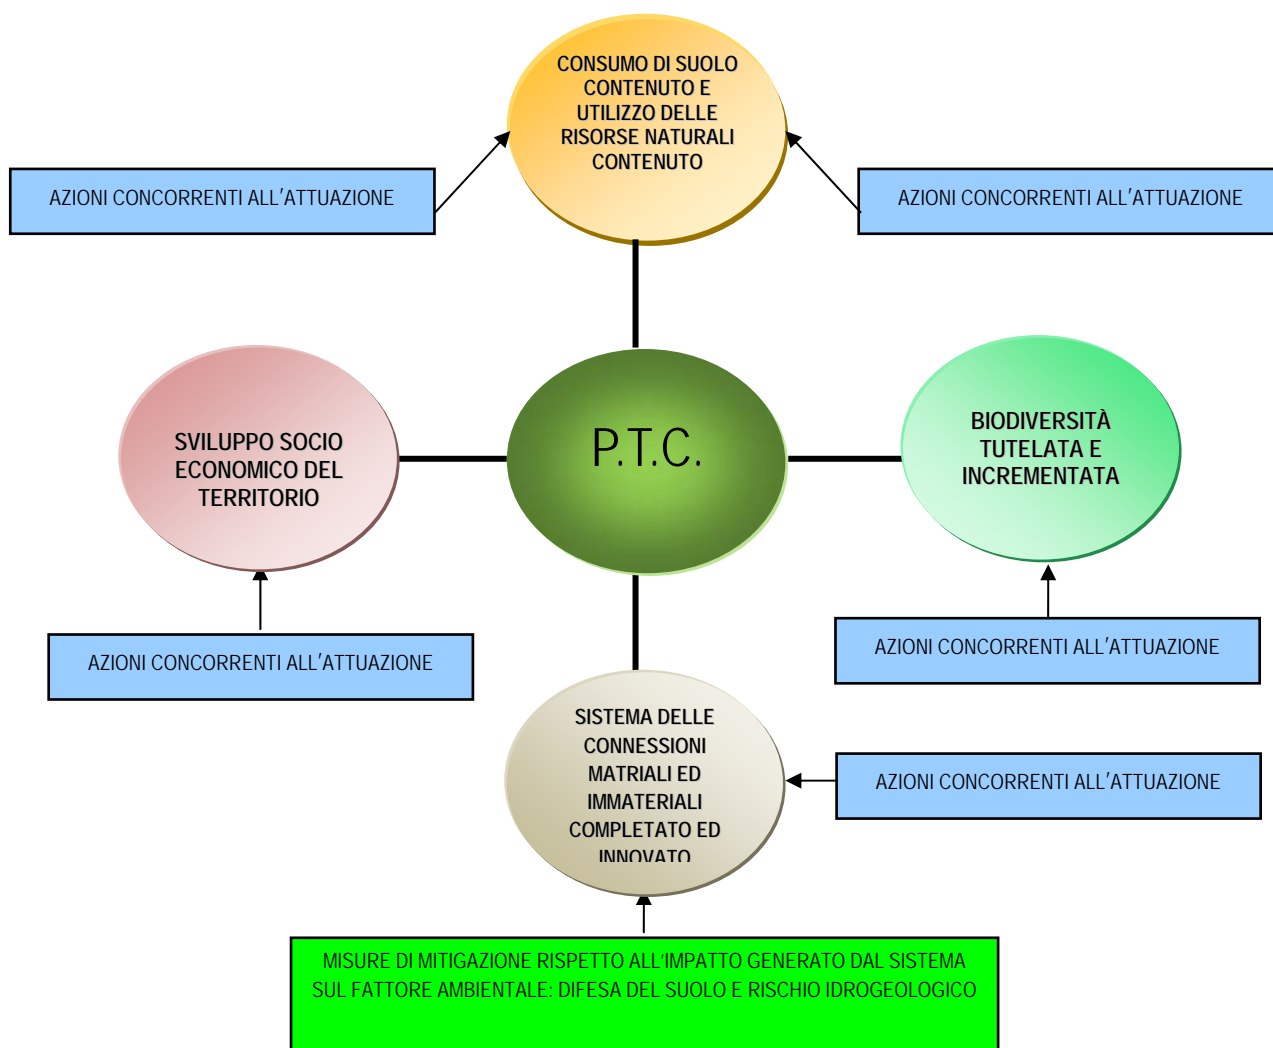 CONSUMO DI SUOLO
CONTENUTO E
UTILIZZO DELLE
RISORSE NATURALI
CONTENUTO
AZIONI CONCORRENTI ALL'ATTUAZIONE
AZIONI CONCORRENTI ALL'ATTUAZIONE
SVILUPPO SOCIO
ECONOMICO DEL
TERRITORIO
P.T.C.
BIODIVERSITÀ
TUTELATA E
INCREMENTATA
AZIONI CONCORRENTI ALL'ATTUAZIONE
AZIONI CONCORRENTI ALL'ATTUAZIONE
SISTEMA DELLE
CONNESSIONI
MATRIALI ED
IMMATERIALI
COMPLETATO ED
INNOVATO
AZIONI CONCORRENTI ALL'ATTUAZIONE
MISURE DI MITIGAZIONE RISPETTO ALL'IMPATTO GENERATO DAL SISTEMA
SUL FATTORE AMBIENTALE: DIFESA DEL SUOLO E RISCHIO IDROGEOLOGICO